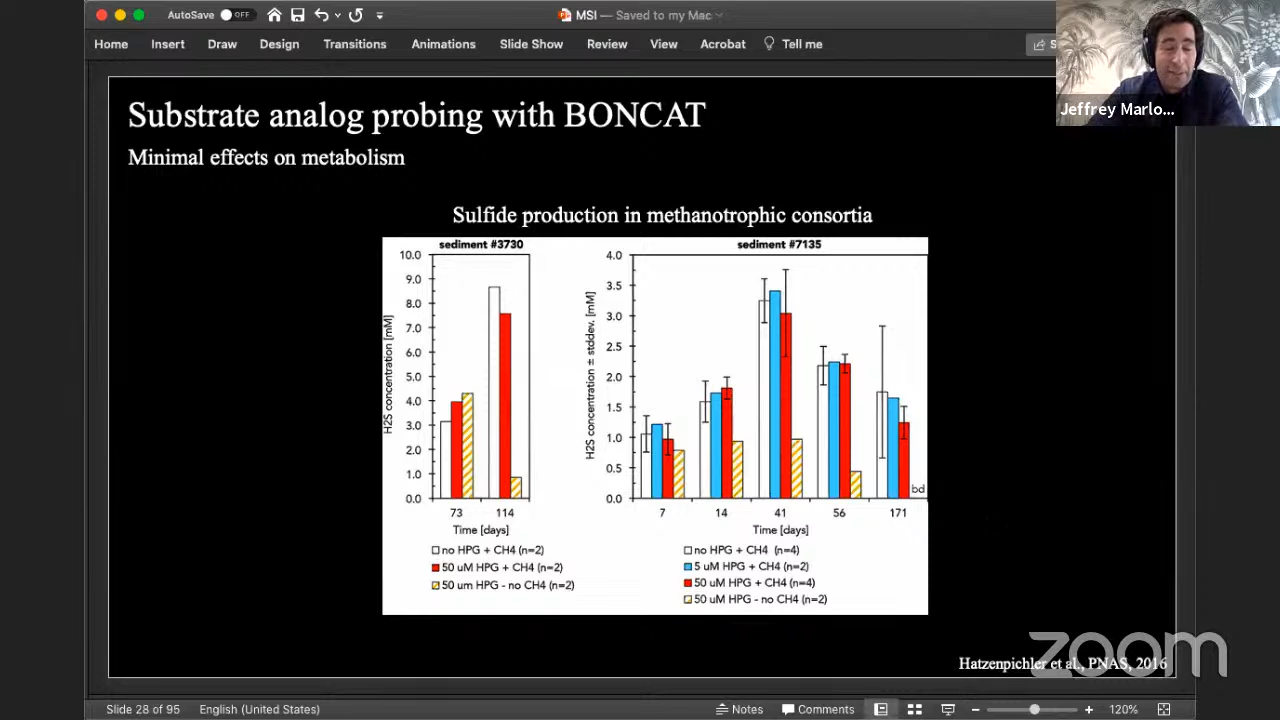 AutoSave OFF MSI — Saved to my Mac
Home Insert Draw Design Transitions Animations Slide Show Review View Acrobat Tell me
Jeffrey Marlo...
Substrate analog probing with BONCAT
Minimal effects on metabolism
Sulfide production in methanotrophic consortia
sediment #3730
10.0
9.0
8.0
7.0
6.0
5.0
4.0
3.0
2.0
1.0
0.0
H2S concentration [mM]
73 114
Time [days]
no HPG + CH4 (n=2)
50 uM HPG + CH4 (n=2)
50 um HPG - no CH4 (n=2)
sediment #7135
4.0
3.5
3.0
2.5
2.0
1.5
1.0
0.5
0.0
H2S concentration ± stddev. [mM]
bd
7 14 41 56 171
Time [days]
no HPG + CH4 (n=4)
5 uM HPG + CH4 (n=2)
50 uM HPG + CH4 (n=4)
50 uM HPG - no CH4 (n=2)
Hatzenpichler et al., PNAS, 2016
zoom
Slide 28 of 95 English (United States) Notes Comments 120%